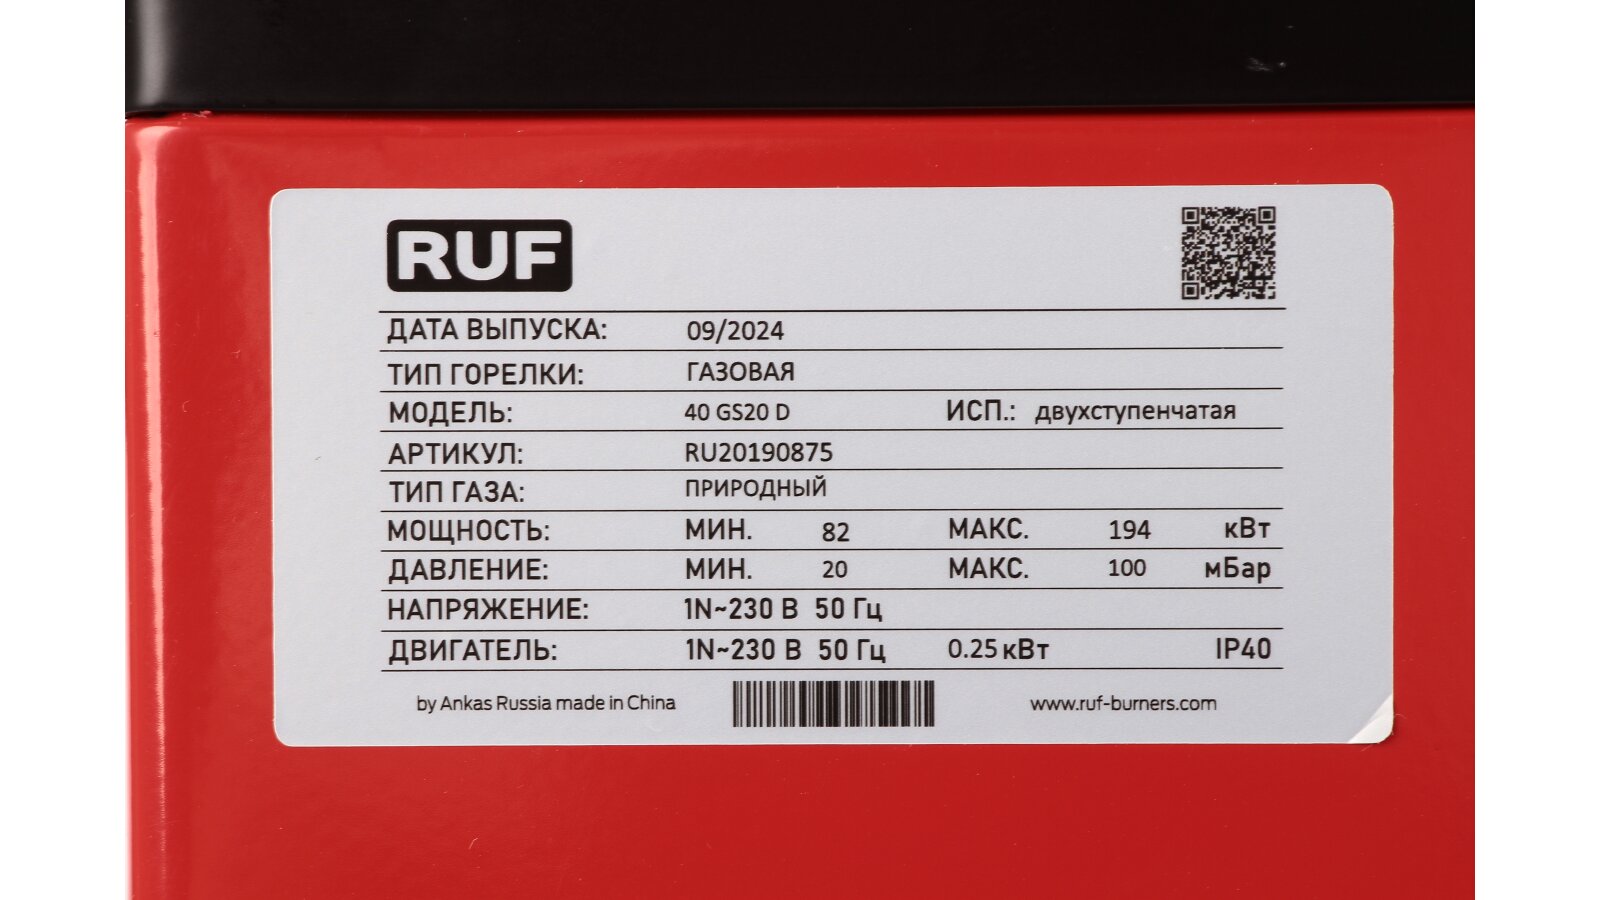 RUF
ДАТА ВЫПУСКА: 09/2024
ТИП ГОРЕЛКИ: ГАЗОВАЯ
МОДЕЛЬ: 40 GS20 D ИСП.: двухступенчатая
АРТИКУЛ: RU20190875
ТИП ГАЗА: ПРИРОДНЫЙ
МОЩНОСТЬ: МИН. 82 МАКС. 194 кВт
ДАВЛЕНИЕ: МИН. 20 МАКС. 100 мБар
НАПРЯЖЕНИЕ: 1N~230 В 50 Гц
ДВИГАТЕЛЬ: 1N~230 В 50 Гц 0.25 кВт IP40
by Ankas Russia made in China www.ruf-burners.com